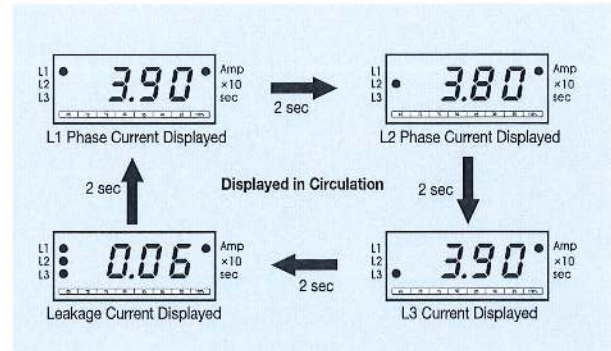 L1 3.90 Amp
L2 ×10
L3 sec
L1 Phase Current Displayed
2 sec
L1 3.80 Amp
L2 ×10
L3 sec
L2 Phase Current Displayed
2 sec
Displayed in Circulation
2 sec
L1 0.06 Amp
L2 ×10
L3 sec
Leakage Current Displayed
2 sec
L1 3.90 Amp
L2 ×10
L3 sec
L3 Current Displayed